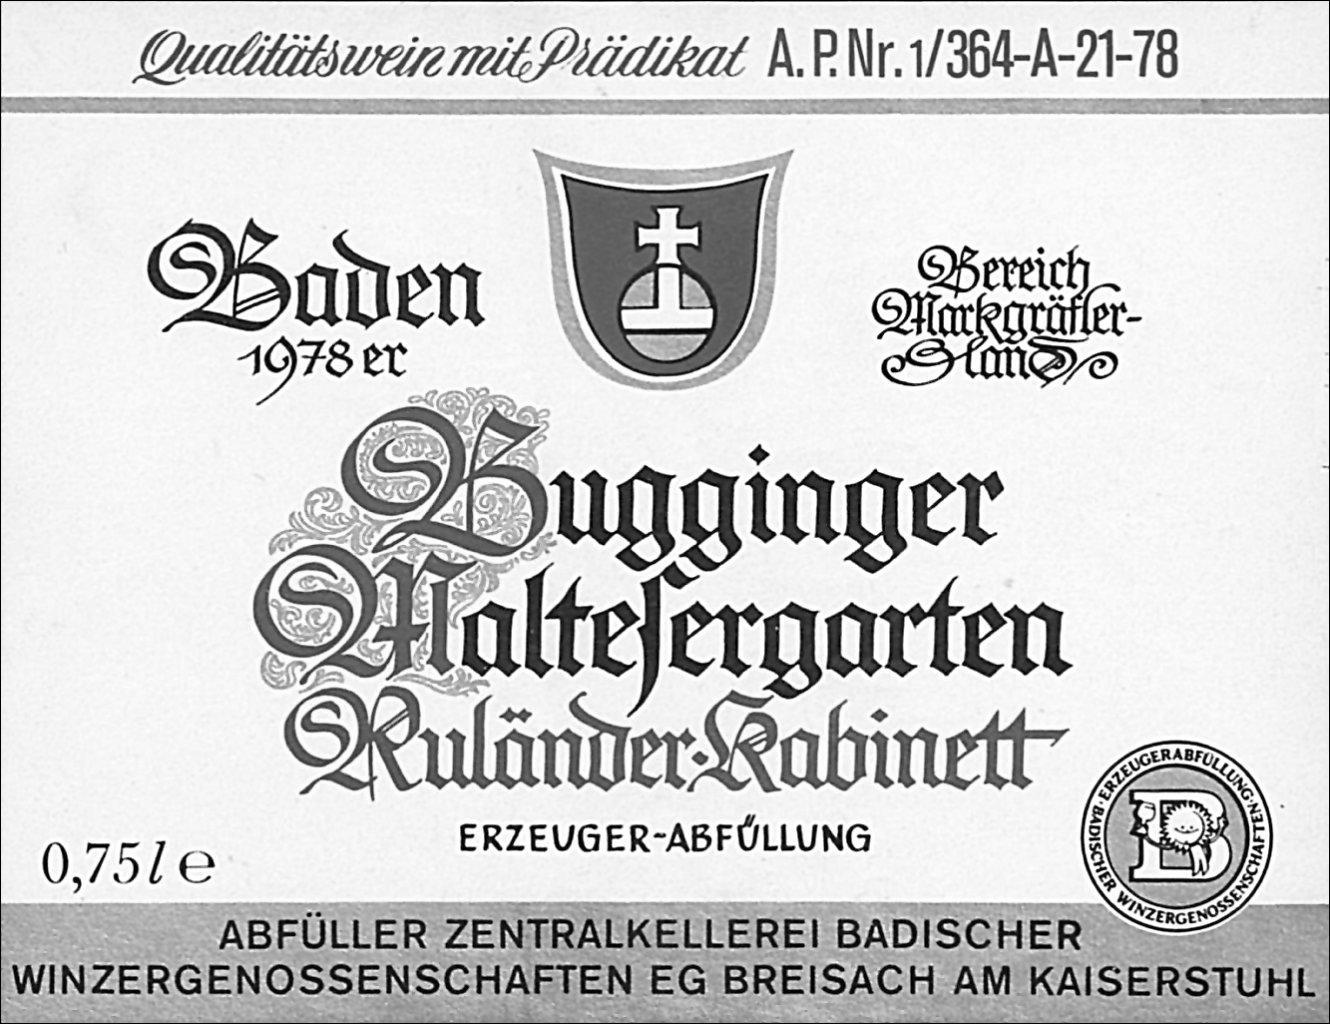 Qualitätswein mit Prädikat A.P.Nr. 1/364-A-21-78
Baden
1978 er
Bereich
Markgräfler-
land
Bugginger
Maltesergarten
Ruländer-Kabinett
ERZEUGER-ABFÜLLUNG
0,75 l e
B
ERZEUGERABFÜLLUNG · BADISCHER WINZERGENOSSENSCHAFTEN ·
ABFÜLLER ZENTRALKELLEREI BADISCHER
WINZERGENOSSENSCHAFTEN EG BREISACH AM KAISERSTUHL